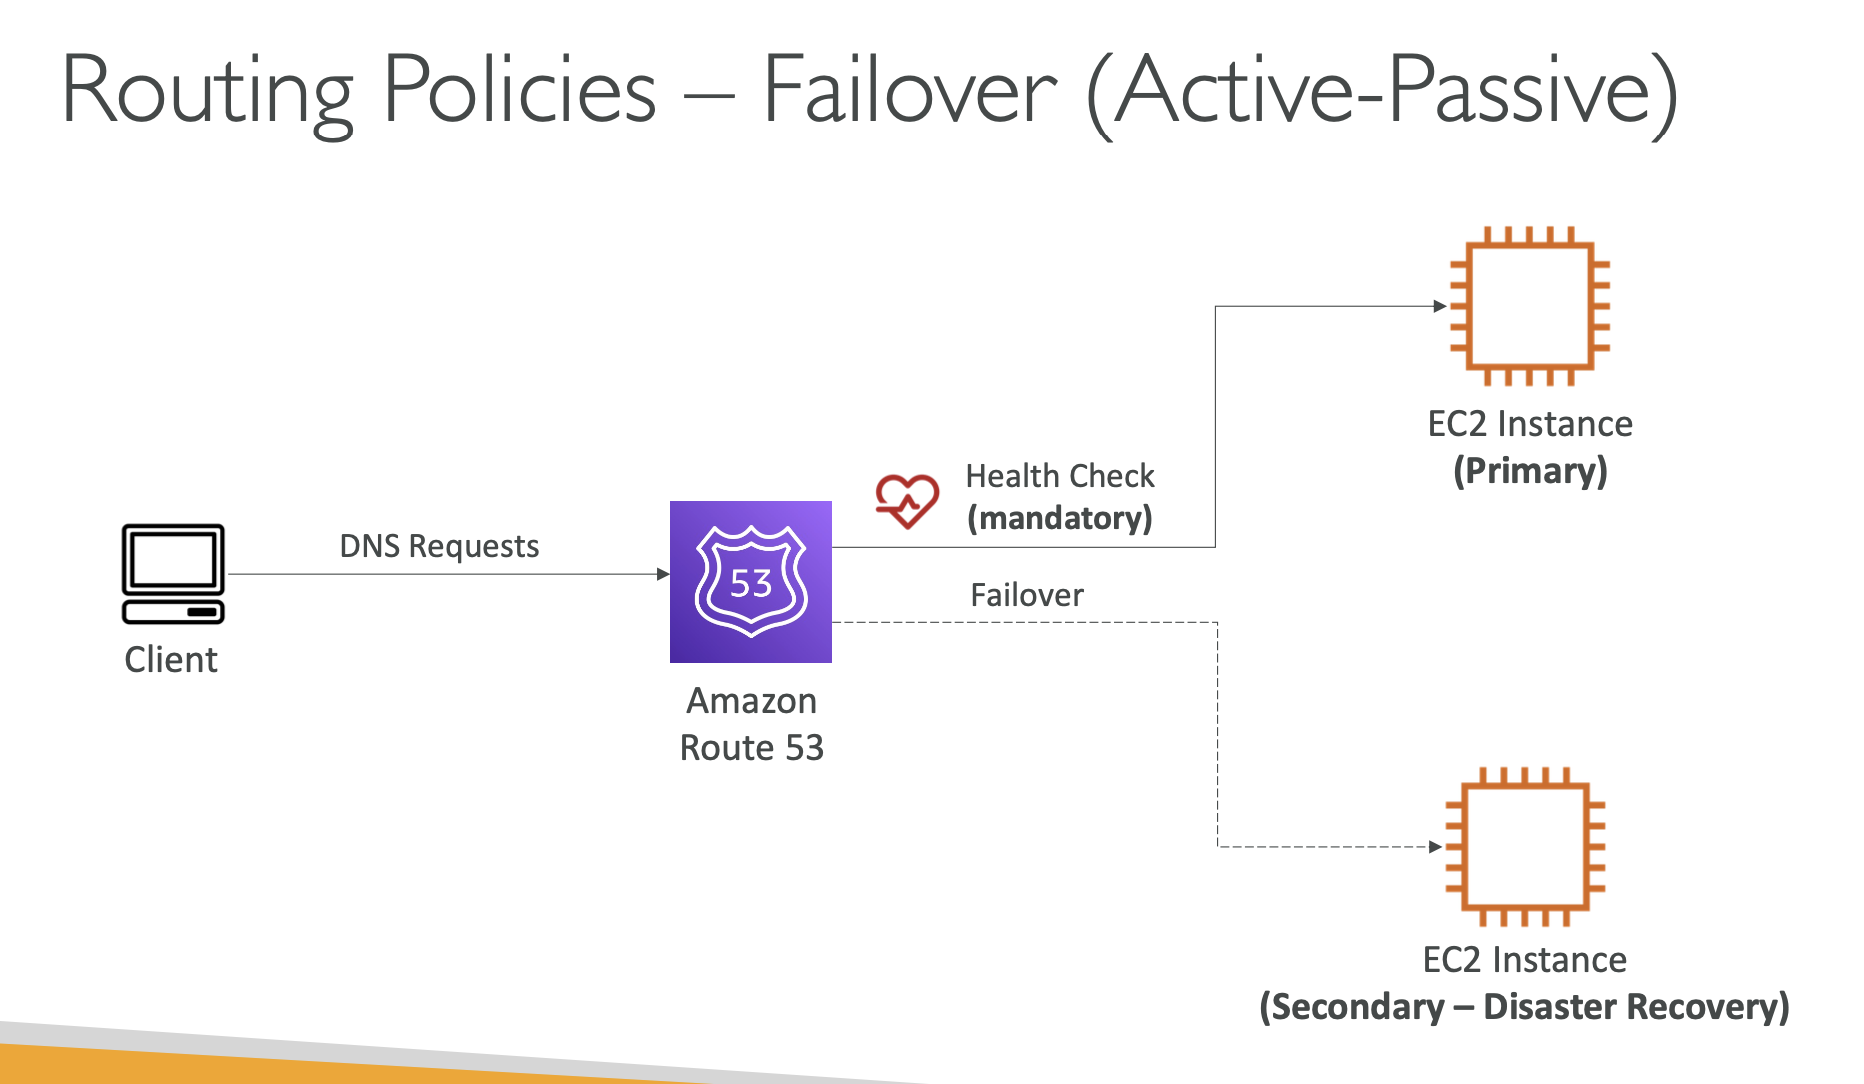 Routing Policies – Failover (Active-Passive)
EC2 Instance
(Primary)
Health Check
(mandatory)
DNS Requests
53
Failover
Client
Amazon
Route 53
EC2 Instance
(Secondary – Disaster Recovery)